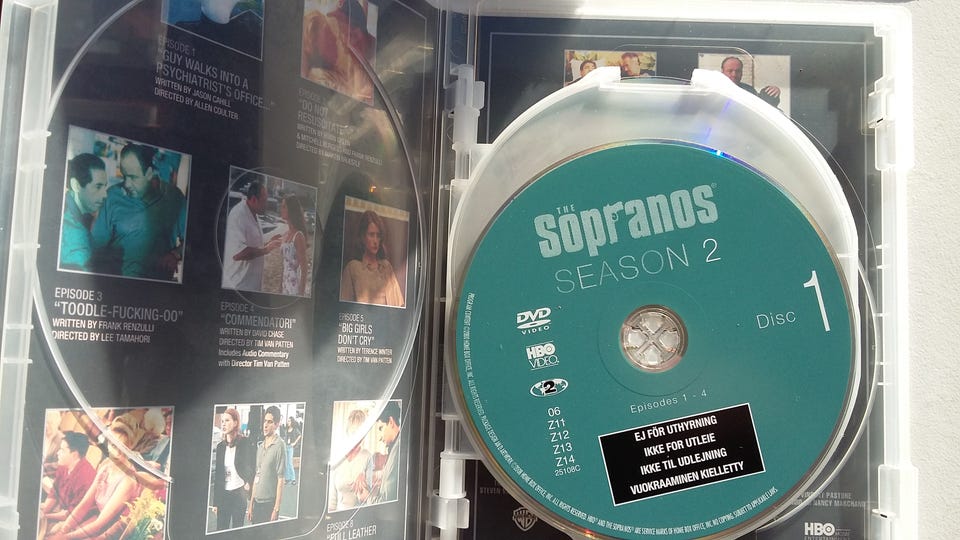 EPISODE 1
"GUY WALKS INTO A
PSYCHIATRIST'S OFFICE..."
WRITTEN BY JASON CAHILL
DIRECTED BY ALLEN COULTER
"DO NOT
RESUSCITATE"
EPISODE 3
"TOODLE-FUCKING-OO"
WRITTEN BY FRANK RENZULLI
DIRECTED BY LEE TAMAHORI
EPISODE 4
"COMMENDATORI"
WRITTEN BY DAVID CHASE
DIRECTED BY TIM VAN PATTEN
Includes Audio Commentary
with Director Tim Van Patten
EPISODE 5
"BIG GIRLS
DON'T CRY"
WRITTEN BY TERENCE WINTER
DIRECTED BY TIM VAN PATTEN
EPISODE 8
"FULL LEATHER
THE
Sopranos
SEASON 2
Disc 1
DVD
VIDEO
HBO
VIDEO
2
06
Z11
Z12
Z13
Z14
25108C
Episodes 1 - 4
EJ FÖR UTHYRNING
IKKE FOR UTLEIE
IKKE TIL UDLEJNING
VUOKRAAMINEN KIELLETTY
HBO